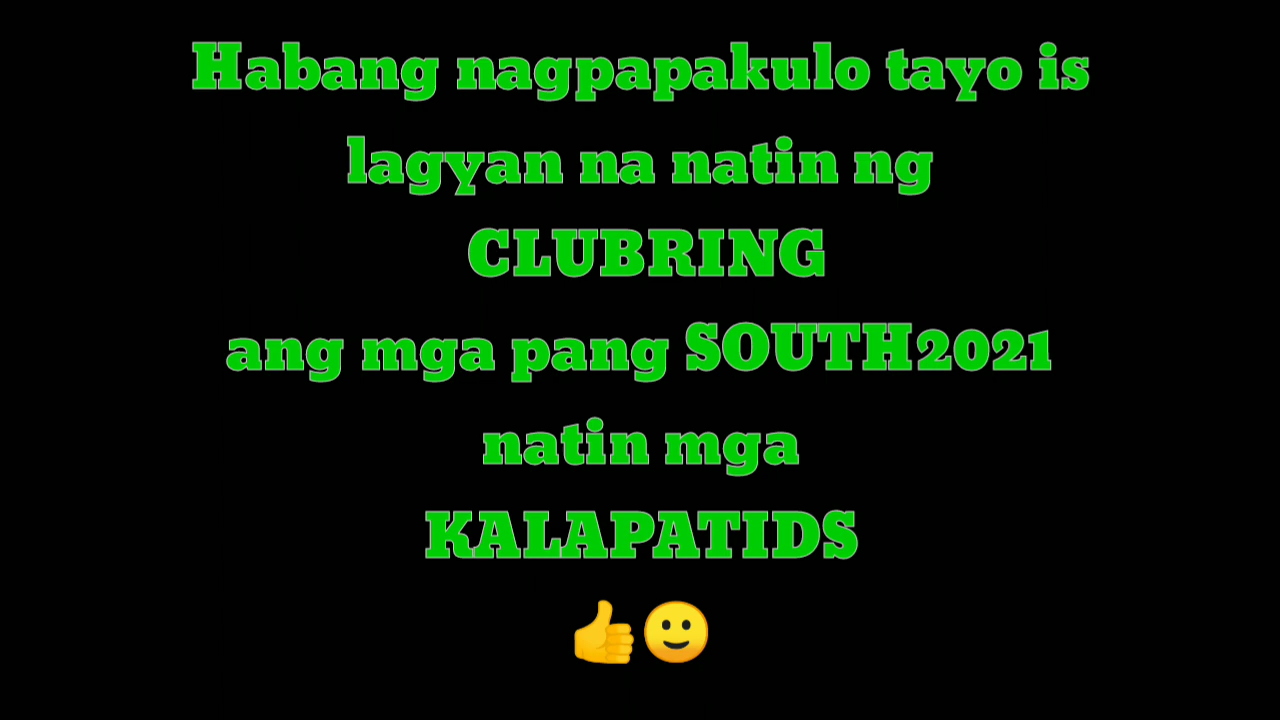 Habang nagpapakulo tayo is
lagyan na natin ng
CLUBRING
ang mga pang SOUTH2021
natin mga
KALAPATIDS
👍🙂